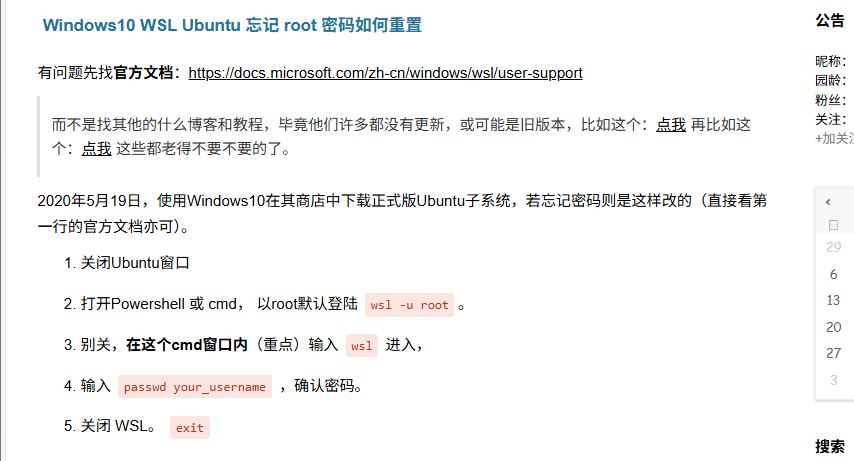 Windows10 WSL Ubuntu 忘记 root 密码如何重置
有问题先找官方文档：https://docs.microsoft.com/zh-cn/windows/wsl/user-support
而不是找其他的什么博客和教程，毕竟他们许多都没有更新，或可能是旧版本，比如这个：点我 再比如这
个：点我 这些都老得不要不要的了。
2020年5月19日，使用Windows10在其商店中下载正式版Ubuntu子系统，若忘记密码则是这样改的（直接看第
一行的官方文档亦可）。
1. 关闭Ubuntu窗口
2. 打开Powershell 或 cmd， 以root默认登陆 wsl -u root 。
3. 别关，在这个cmd窗口内（重点）输入 wsl 进入，
4. 输入 passwd your_username ，确认密码。
5. 关闭 WSL。 exit
公告
昵称：
园龄：
粉丝：
关注：
+加关注
<
日
29
6
13
20
27
3
搜索